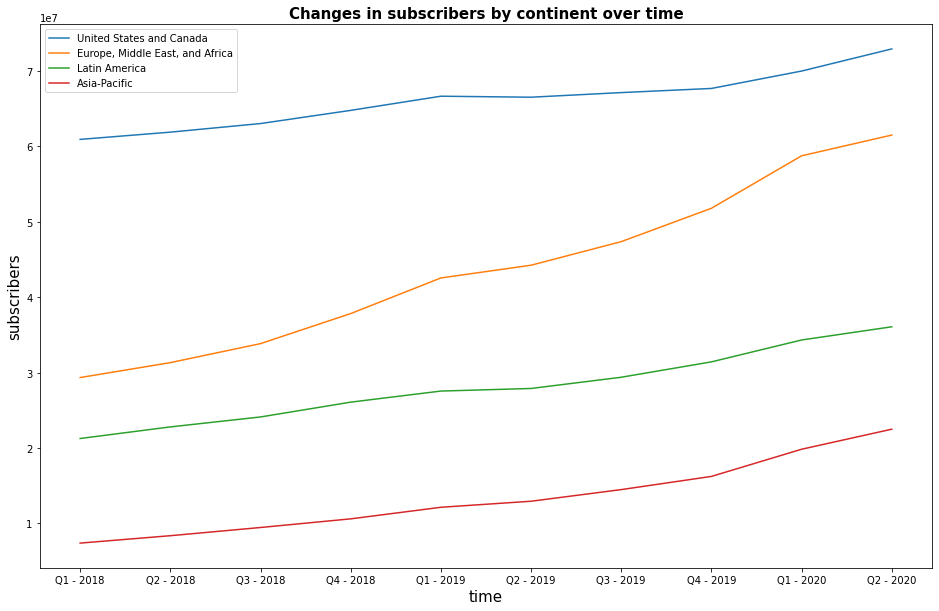 Changes in subscribers by continent over time
1e7
United States and Canada
Europe, Middle East, and Africa
Latin America
Asia-Pacific
7
6
5
4
3
2
1
subscribers
Q1 - 2018 Q2 - 2018 Q3 - 2018 Q4 - 2018 Q1 - 2019 Q2 - 2019 Q3 - 2019 Q4 - 2019 Q1 - 2020 Q2 - 2020
time